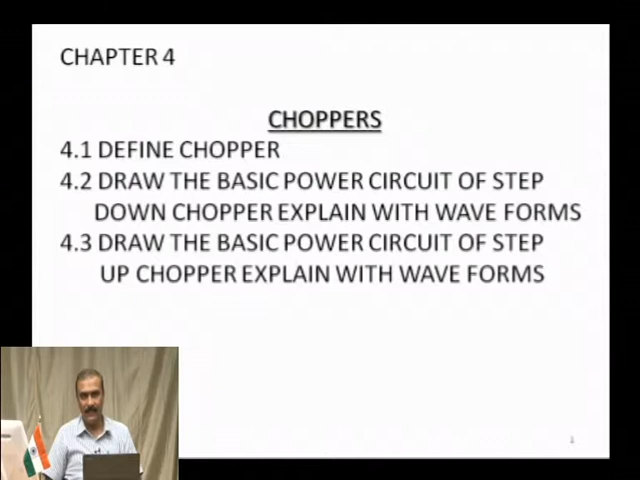 CHAPTER 4
CHOPPERS
4.1 DEFINE CHOPPER
4.2 DRAW THE BASIC POWER CIRCUIT OF STEP
DOWN CHOPPER EXPLAIN WITH WAVE FORMS
4.3 DRAW THE BASIC POWER CIRCUIT OF STEP
UP CHOPPER EXPLAIN WITH WAVE FORMS